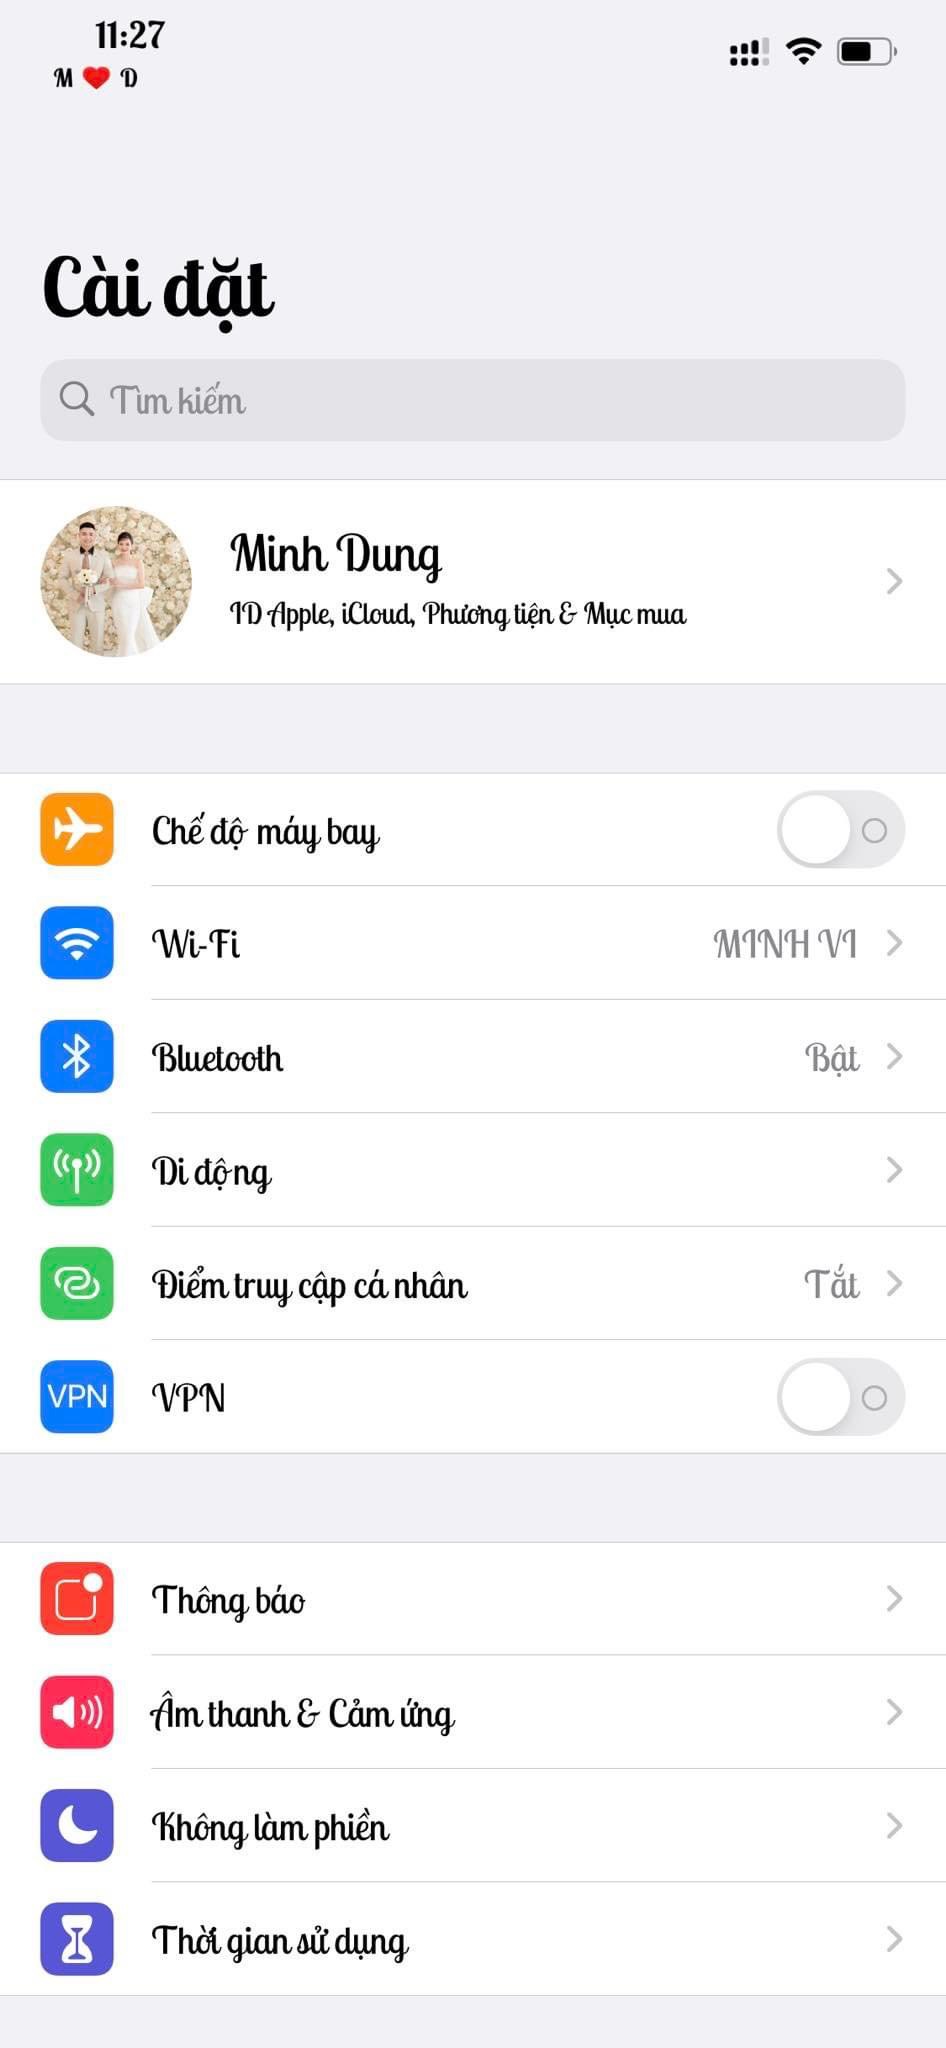 11:27
M ❤️ D
Cài đặt
Tìm kiếm
Minh Dung
ID Apple, iCloud, Phương tiện & Mục mua
Chế độ máy bay
Wi-Fi MINH VI
Bluetooth Bật
Di động
Điểm truy cập cá nhân Tắt
VPN VPN
Thông báo
Âm thanh & Cảm ứng
Không làm phiền
Thời gian sử dụng